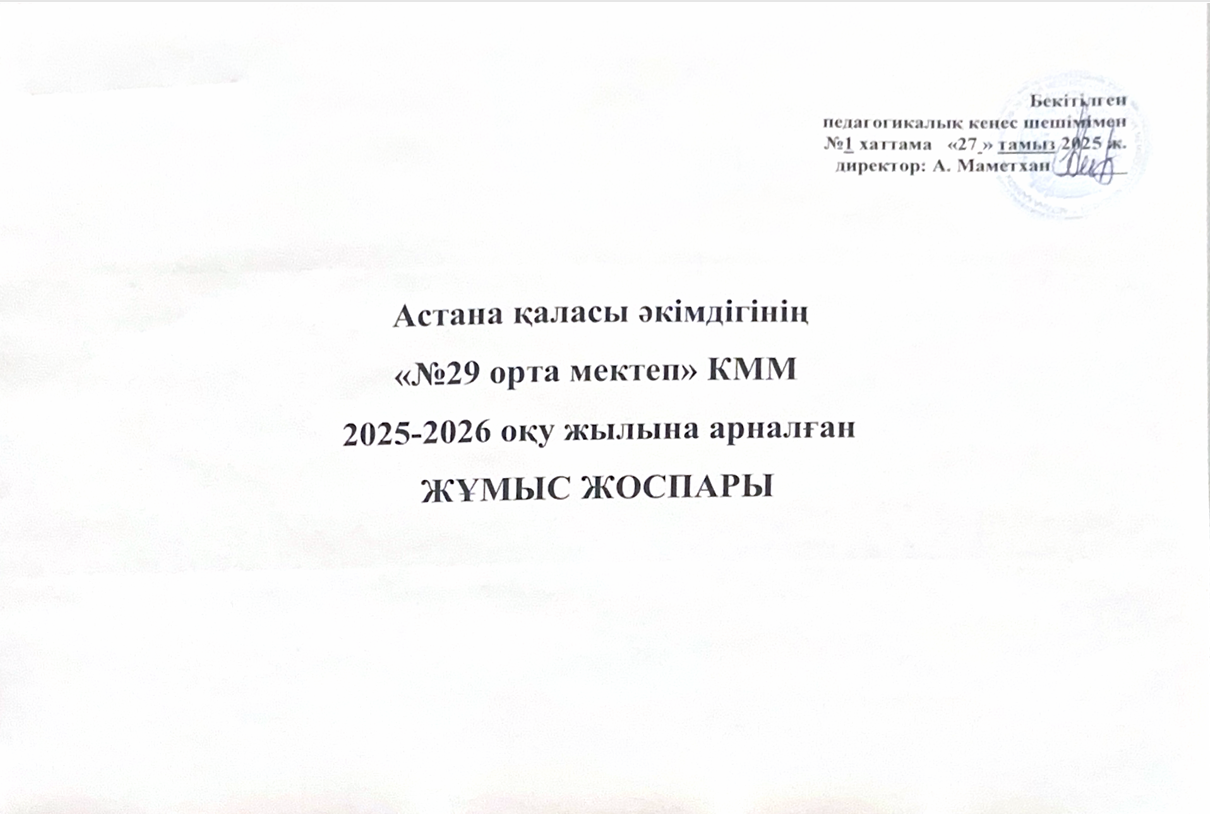 Бекітілген
педагогикалық кеңес шешімімен
№1 хаттама «27 » тамыз 2025 ж.
директор: А. Маметхан
Астана қаласы әкімдігінің
«№29 орта мектеп» КММ
2025-2026 оқу жылына арналған
ЖҰМЫС ЖОСПАРЫ